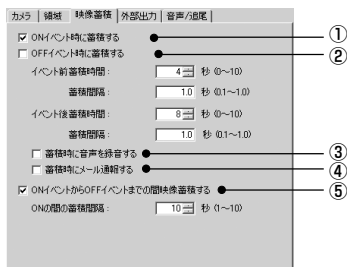 カメラ 領域 映像蓄積 外部出力 音声/追尾
ONイベント時に蓄積する ①
OFFイベント時に蓄積する ②
イベント前蓄積時間: 4 秒 (0～10)
蓄積間隔: 1.0 秒 (0.1～1.0)
イベント後蓄積時間: 8 秒 (0～10)
蓄積間隔: 1.0 秒 (0.1～1.0)
蓄積時に音声を録音する ③
蓄積時にメール通報する ④
ONイベントからOFFイベントまでの間映像蓄積する ⑤
ONの間の蓄積間隔: 10 秒 (1～10)